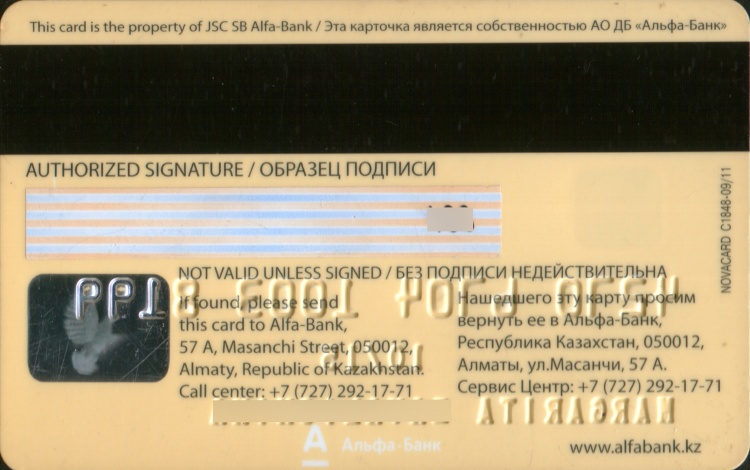 This card is the property of JSC SB Alfa-Bank / Эта карточка является собственностью АО ДБ «Альфа-Банк»
AUTHORIZED SIGNATURE / ОБРАЗЕЦ ПОДПИСИ
NOVACARD C1848-09/11
NOT VALID UNLESS SIGNED / БЕЗ ПОДПИСИ НЕДЕЙСТВИТЕЛЬНА
If found, please send
this card to Alfa-Bank,
57 A, Masanchi Street, 050012,
Almaty, Republic of Kazakhstan.
Call center: +7 (727) 292-17-71
Нашедшего эту карту просим
вернуть ее в Альфа-Банк,
Республика Казахстан, 050012,
Алматы, ул.Масанчи, 57 А.
Сервис Центр: +7 (727) 292-17-71
MARGARITA
А Альфа-Банк
www.alfabank.kz